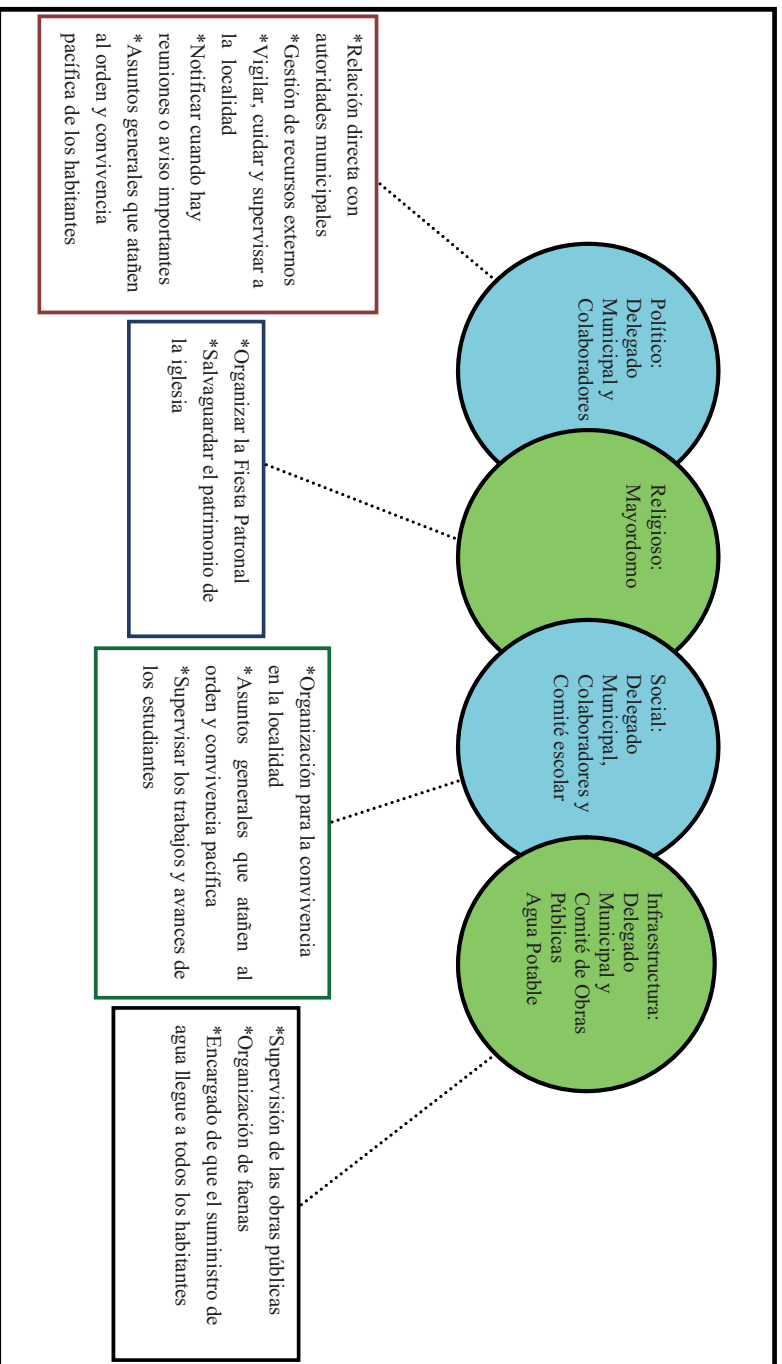 Político:
Delegado
Municipal y
Colaboradores
Religioso:
Mayordomo
Social:
Delegado
Municipal,
Colaboradores y
Comité escolar
Infraestructura:
Delegado
Municipal y
Comité de Obras
Públicas
Agua Potable
*Relación directa con
autoridades municipales
*Gestión de recursos externos
*Vigilar, cuidar y supervisar a
la localidad
*Notificar cuando hay
reuniones o aviso importantes
*Asuntos generales que atañen
al orden y convivencia
pacífica de los habitantes
*Organizar la Fiesta Patronal
*Salvaguardar el patrimonio de
la iglesia
*Organización para la convivencia
en la localidad
*Asuntos generales que atañen al
orden y convivencia pacífica
*Supervisar los trabajos y avances de
los estudiantes
*Supervisión de las obras públicas
*Organización de faenas
*Encargado de que el suministro de
agua llegue a todos los habitantes